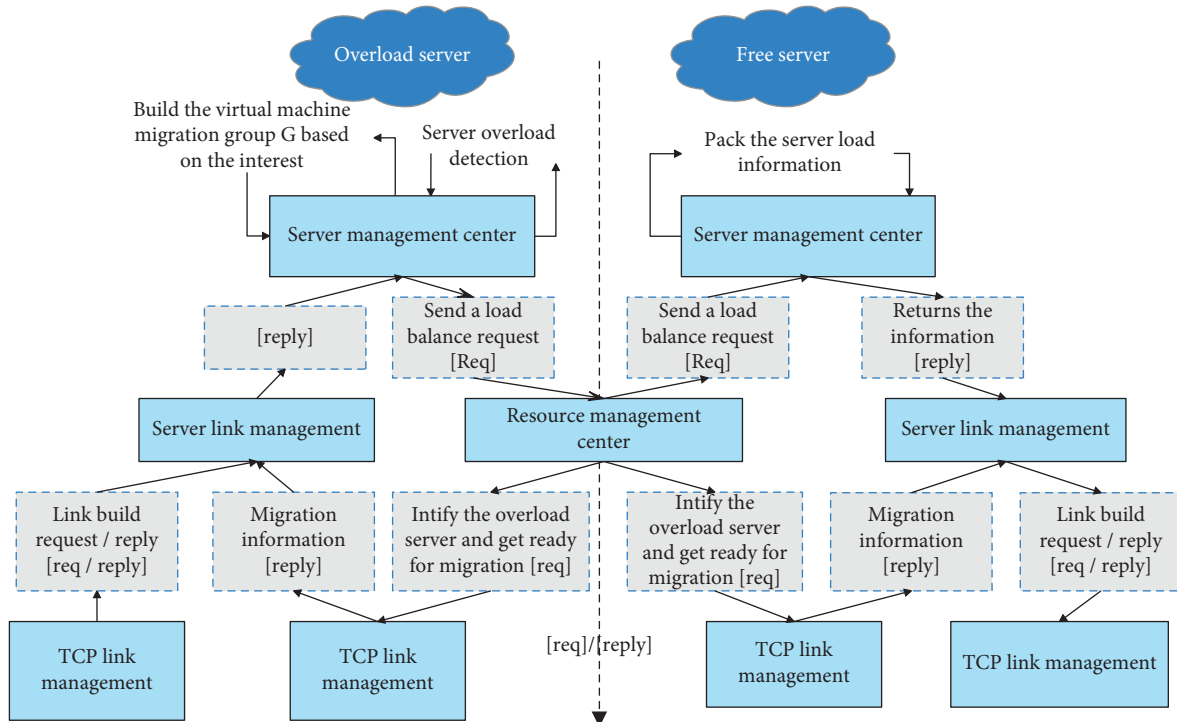 Overload server
Free server
Build the virtual machine
migration group G based
on the interest
Server overload
detection
Pack the server load
information
Server management center
Server management center
[reply]
Send a load
balance request
[Req]
Send a load
balance request
[Req]
Returns the
information
[reply]
Server link management
Resource management
center
Server link management
Link build
request / reply
[req / reply]
Migration
information
[reply]
Intify the overload
server and get ready
for migration [req]
Intify the
overload server
and get ready for
migration [req]
Migration
information
[reply]
Link build
request / reply
[req / reply]
TCP link
management
TCP link
management
[req]/[reply]
TCP link
management
TCP link management